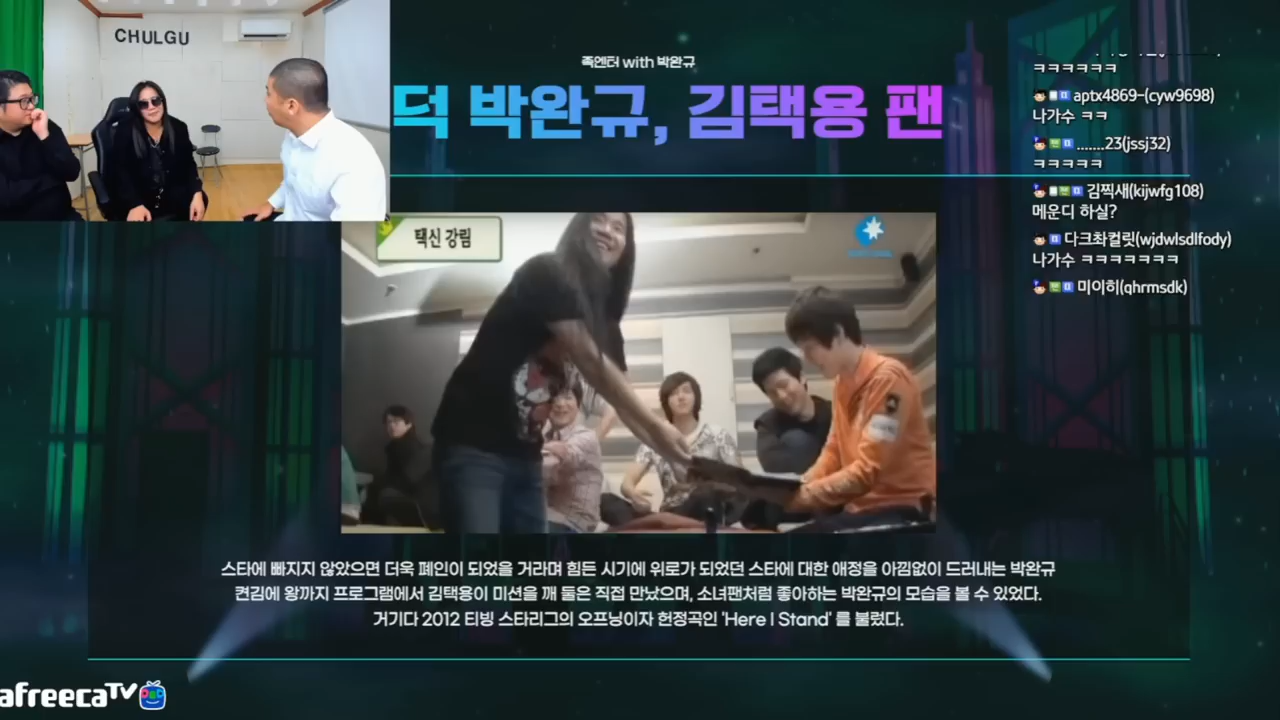 CHULGU
족엔터 with 박완규
덕 박완규, 김택용 팬
택신 강림
ㅋㅋㅋㅋㅋㅋ
aptx4869-(cyw9698)
나가수 ㅋㅋ
.......23(jssj32)
ㅋㅋㅋㅋㅋ
김찍새(kijwfg108)
메운디 하실?
다크촤컬릿(wjdwlsdlfody)
나가수 ㅋㅋㅋㅋㅋㅋㅋ
미이히(qhrmsdk)
스타에 빠지지 않았으면 더욱 폐인이 되었을 거라며 힘든 시기에 위로가 되었던 스타에 대한 애정을 아낌없이 드러내는 박완규
켠김에 왕까지 프로그램에서 김택용이 미션을 깨 둘은 직접 만났으며, 소녀팬처럼 좋아하는 박완규의 모습을 볼 수 있었다.
거기다 2012 티빙 스타리그의 오프닝이자 헌정곡인 'Here I Stand' 를 불렀다.
afreecaTV